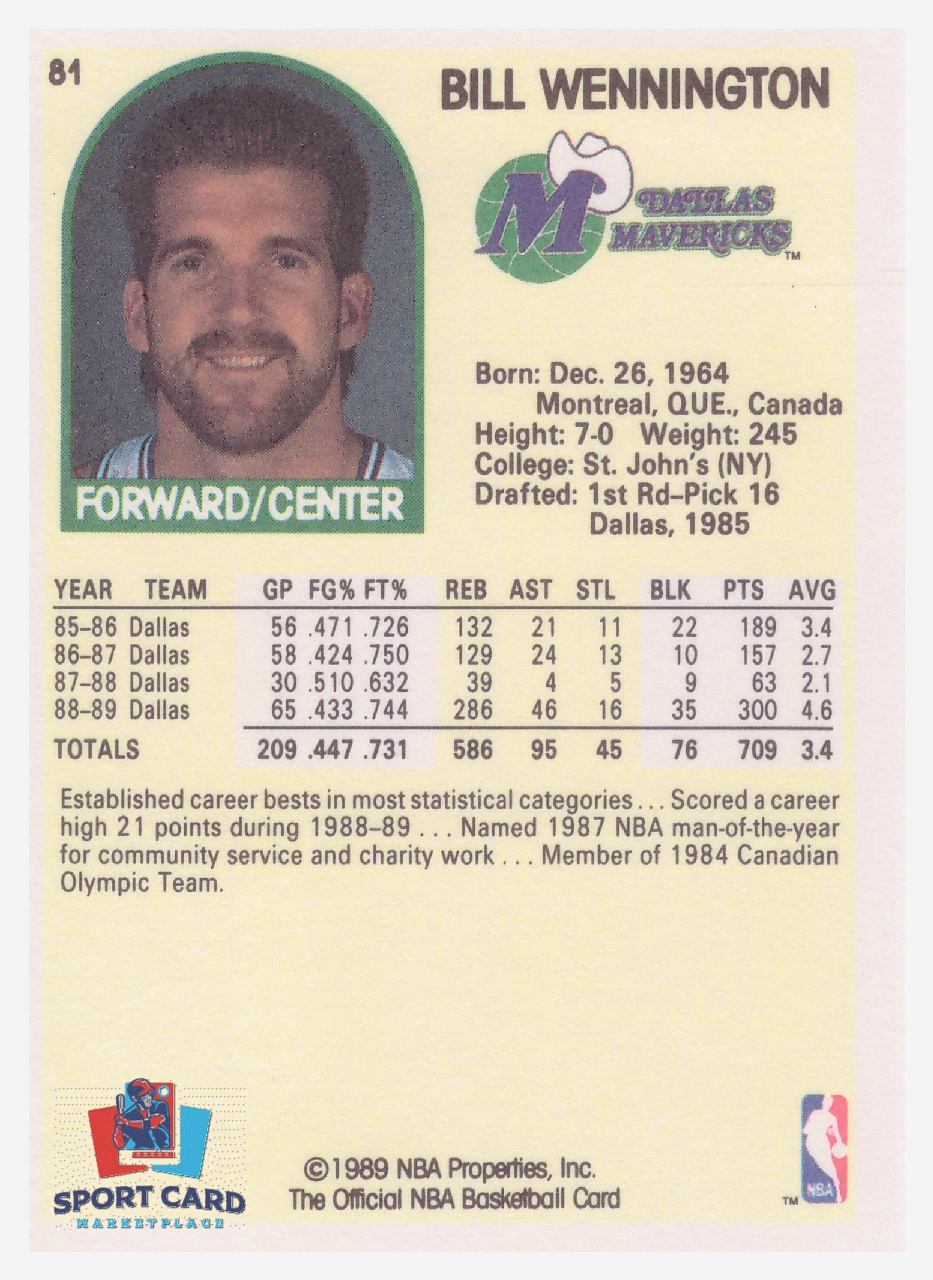 81
BILL WENNINGTON
M
DALLAS
MAVERICKS
TM
FORWARD/CENTER
Born: Dec. 26, 1964
Montreal, QUE., Canada
Height: 7-0 Weight: 245
College: St. John's (NY)
Drafted: 1st Rd–Pick 16
Dallas, 1985
YEAR TEAM GP FG% FT% REB AST STL BLK PTS AVG
85–86 Dallas 56 .471 .726 132 21 11 22 189 3.4
86–87 Dallas 58 .424 .750 129 24 13 10 157 2.7
87–88 Dallas 30 .510 .632 39 4 5 9 63 2.1
88–89 Dallas 65 .433 .744 286 46 16 35 300 4.6
TOTALS 209 .447 .731 586 95 45 76 709 3.4
Established career bests in most statistical categories . . . Scored a career
high 21 points during 1988–89 . . . Named 1987 NBA man-of-the-year
for community service and charity work . . . Member of 1984 Canadian
Olympic Team.
SPORT CARD
MARKETPLACE
©1989 NBA Properties, Inc.
The Official NBA Basketball Card
TM
NBA